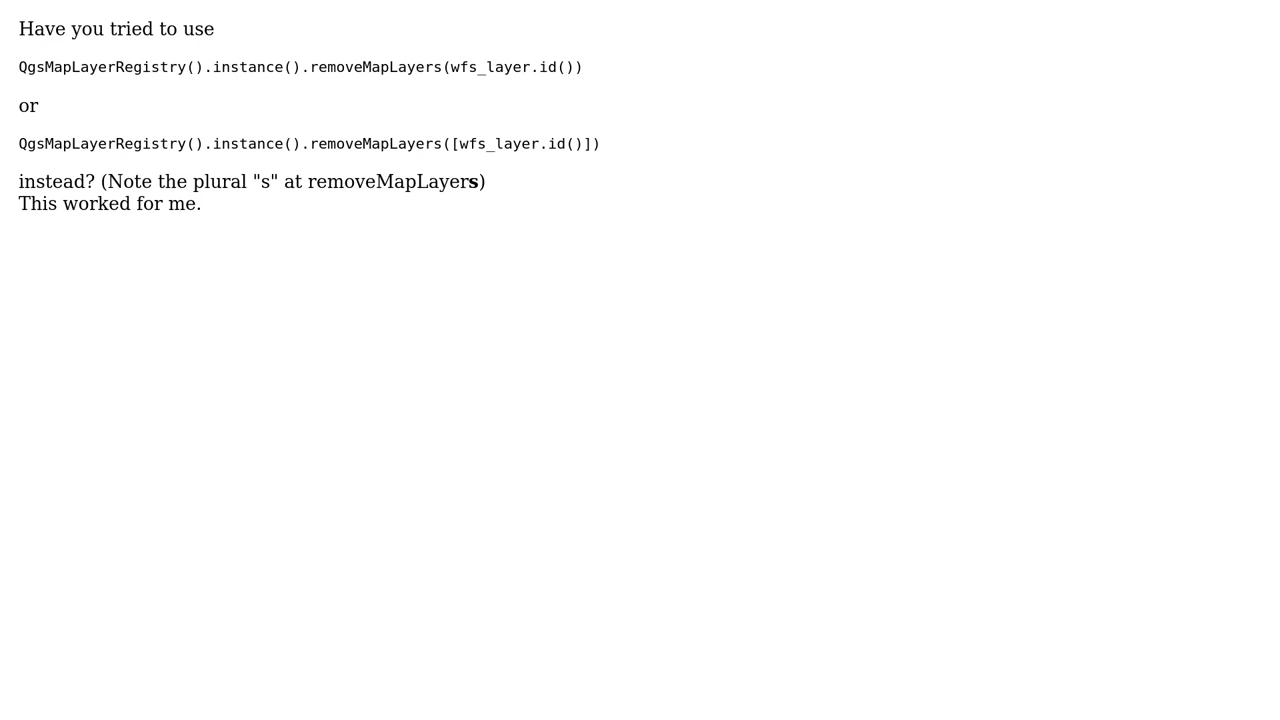 Have you tried to use
QgsMapLayerRegistry().instance().removeMapLayers(wfs_layer.id())
or
QgsMapLayerRegistry().instance().removeMapLayers([wfs_layer.id()])
instead? (Note the plural "s" at removeMapLayers)
This worked for me.